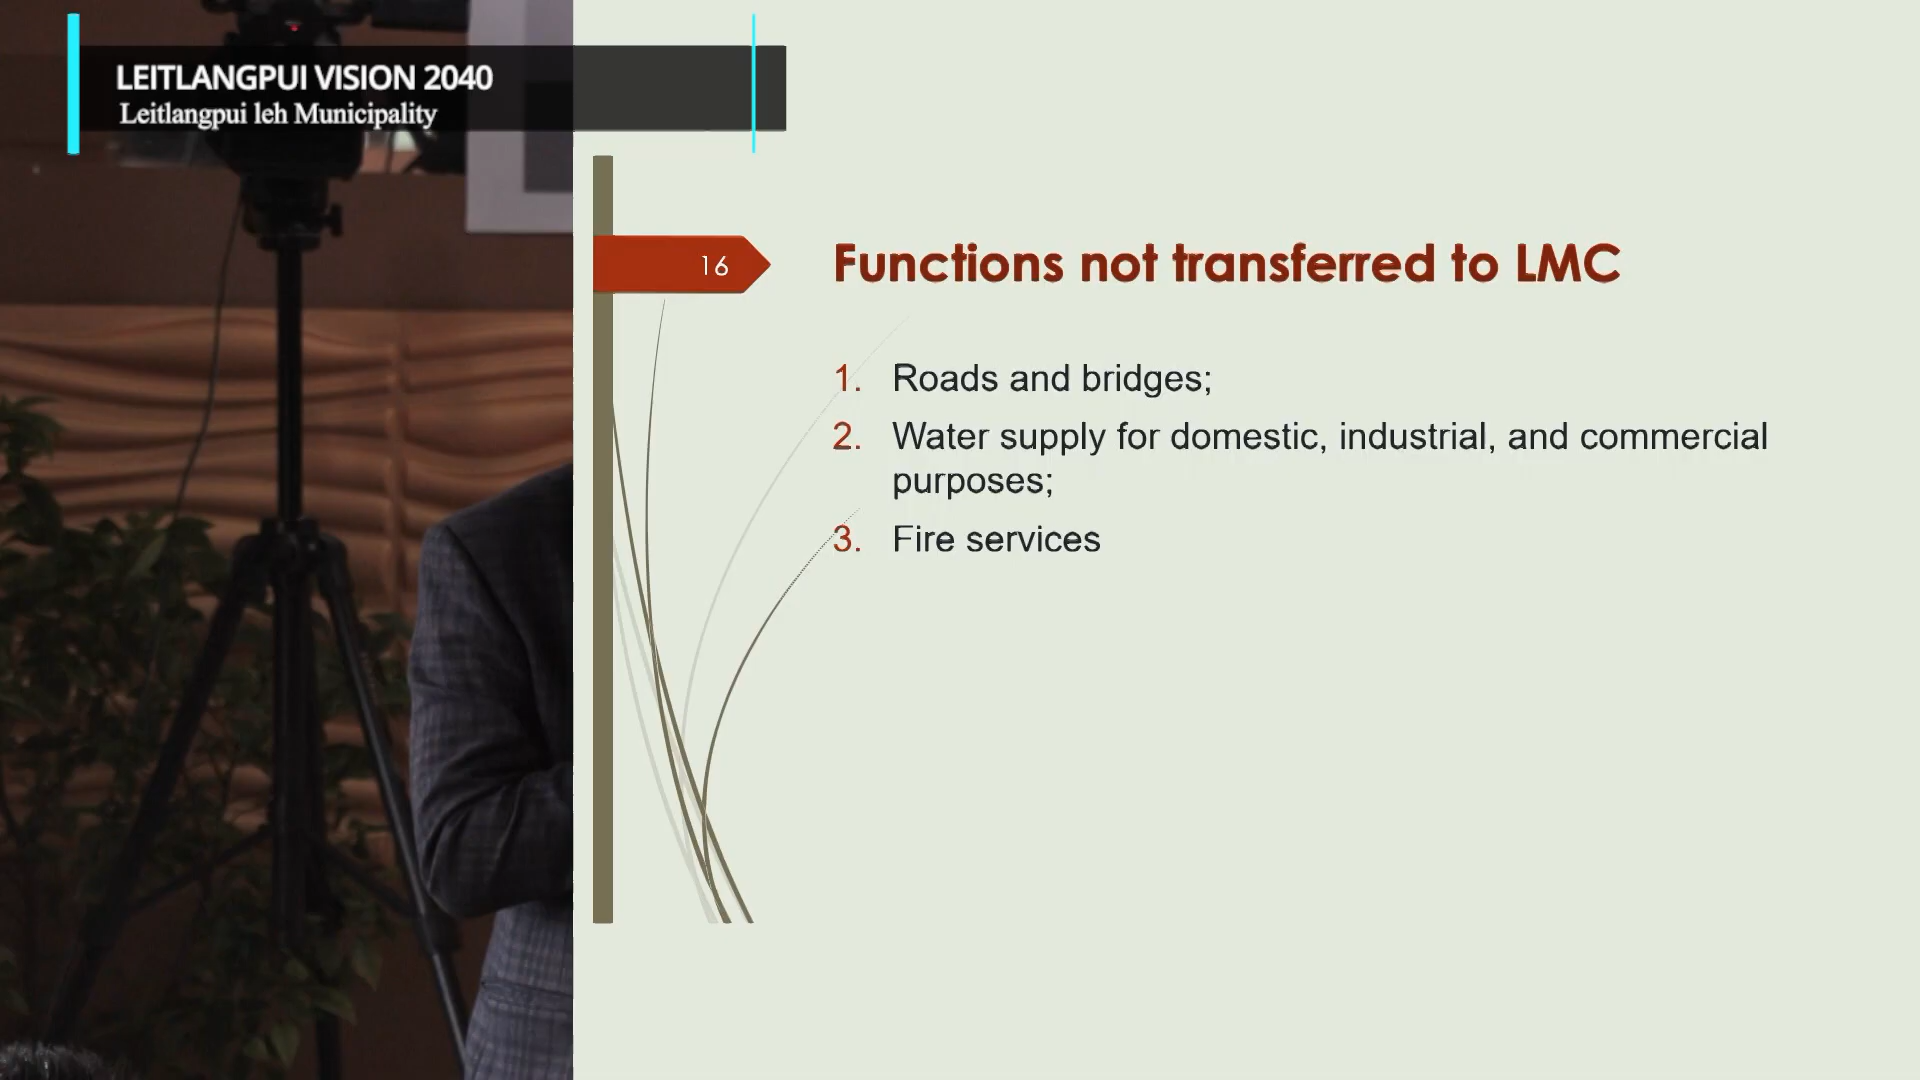 LEITLANGPUI VISION 2040
Leitlangpui leh Municipality
16
Functions not transferred to LMC
1. Roads and bridges;
2. Water supply for domestic, industrial, and commercial
purposes;
3. Fire services